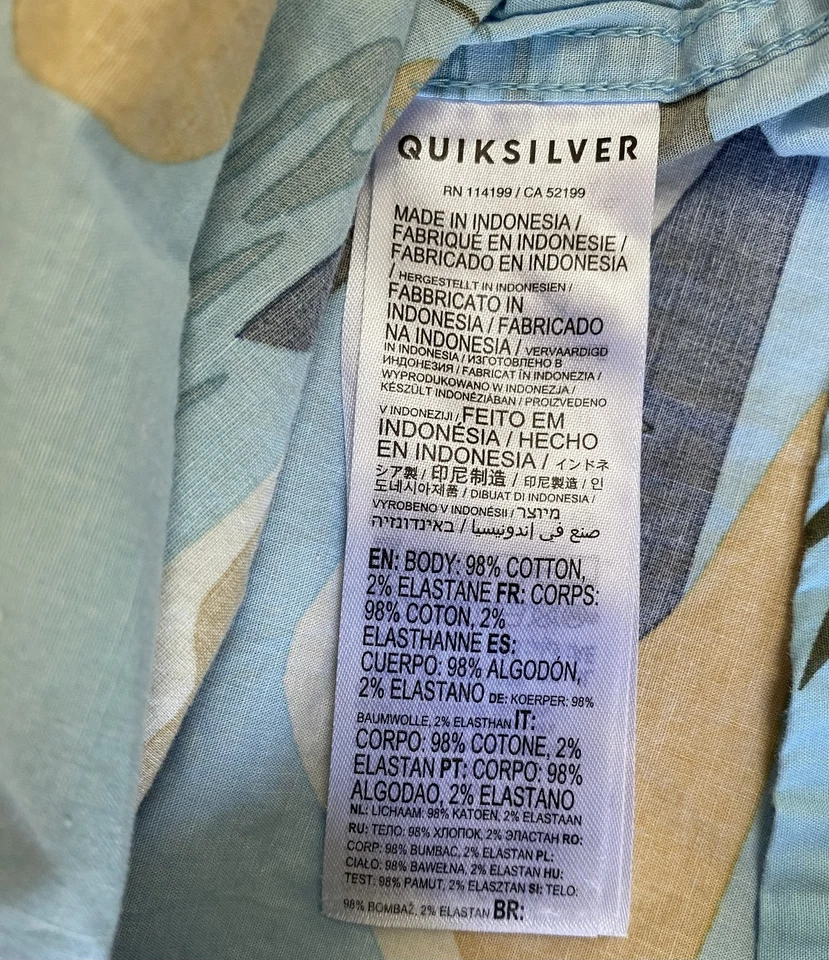 QUIKSILVER
RN 114199 / CA 52199
MADE IN INDONESIA /
FABRIQUÉ EN INDONESIE /
FABRICADO EN INDONESIA
/ HERGESTELLT IN INDONESIEN /
FABBRICATO IN
INDONESIA / FABRICADO
NA INDONESIA / VERVAARDIGD
IN INDONESIA / ИЗГОТОВЛЕНО В
ИНДОНЕЗИЯ / FABRICAT ÎN INDONEZIA /
WYPRODUKOWANO W INDONEZJA /
KÉSZÜLT INDONÉZIÁBAN / PROIZVEDENO
V INDONEZIJI / FEITO EM
INDONÉSIA / HECHO
EN INDONESIA / インドネ
シア製 / 印尼制造 / 印尼製造 / 인
도네시아제품 / DIBUAT DI INDONESIA /
VYROBENO V INDONÉSII / מיוצר
באינדונזיה / صنع في إندونيسيا
EN: BODY: 98% COTTON,
2% ELASTANE FR: CORPS:
98% COTON, 2%
ELASTHANNE ES:
CUERPO: 98% ALGODÓN,
2% ELASTANO DE: KOERPER: 98%
BAUMWOLLE, 2% ELASTHAN IT:
CORPO: 98% COTONE, 2%
ELASTAN PT: CORPO: 98%
ALGODAO, 2% ELASTANO
NL: LICHAAM: 98% KATOEN, 2% ELASTAAN
RU: ТЕЛО: 98% ХЛОПОК, 2% ЭЛАСТАН RO:
CORP: 98% BUMBAC, 2% ELASTAN PL:
CIAŁO: 98% BAWEŁNA, 2% ELASTAN HU:
TEST: 98% PAMUT, 2% ELASZTAN SI: TELO:
98% BOMBAŽ, 2% ELASTAN BR: